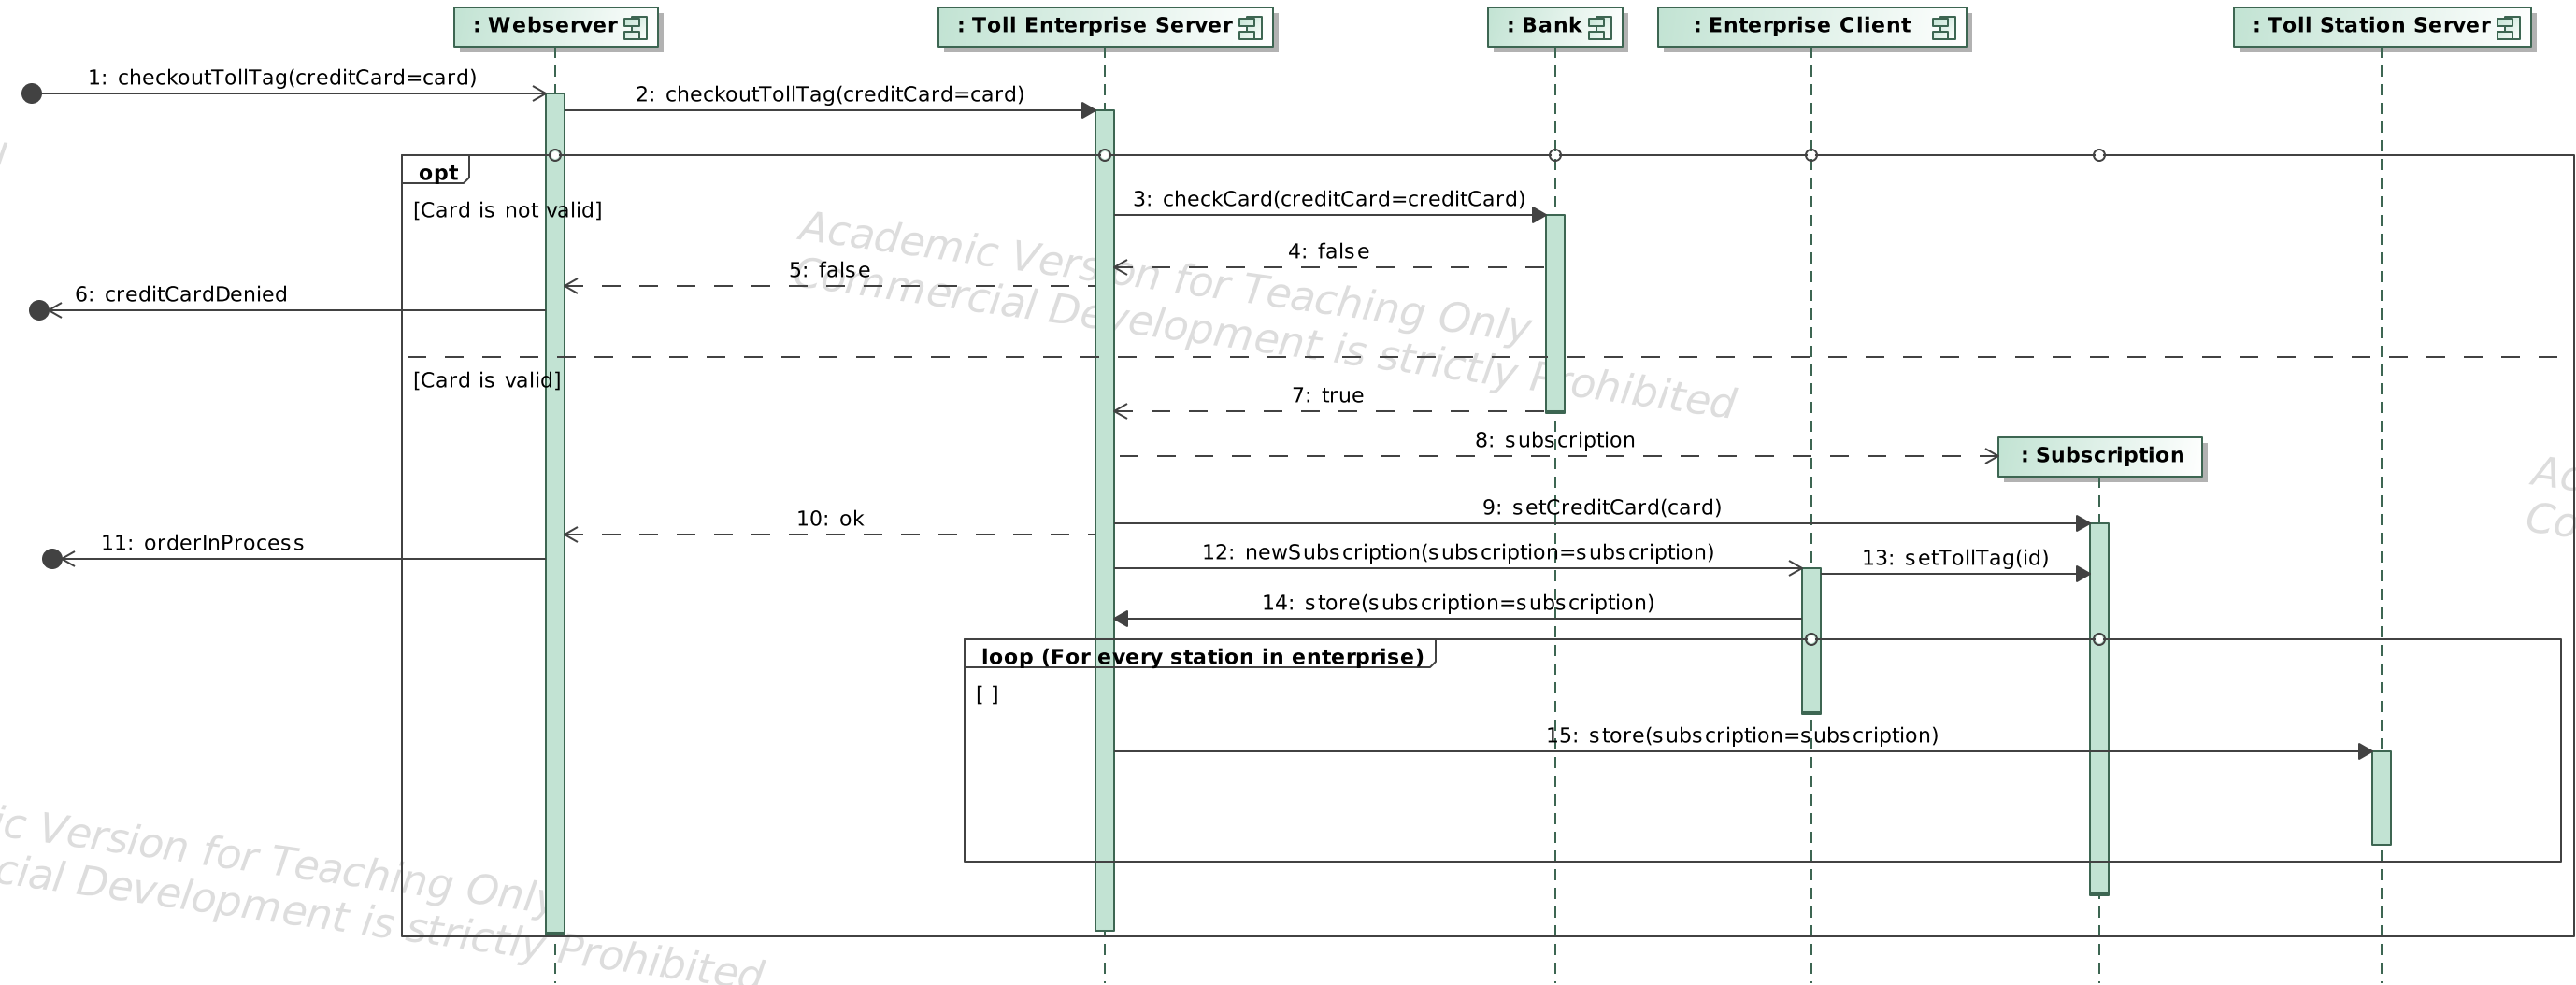 : Webserver
: Toll Enterprise Server
: Bank
: Enterprise Client
: Toll Station Server
1: checkoutTollTag(creditCard=card)
2: checkoutTollTag(creditCard=card)
opt
[Card is not valid]
3: checkCard(creditCard=creditCard)
Academic Version for Teaching Only
Commercial Development is strictly Prohibited
4: false
5: false
6: creditCardDenied
[Card is valid]
7: true
8: subscription
: Subscription
Ac
Co
9: setCreditCard(card)
10: ok
11: orderInProcess
12: newSubscription(subscription=subscription)
13: setTollTag(id)
14: store(subscription=subscription)
loop (For every station in enterprise)
[ ]
15: store(subscription=subscription)
ic Version for Teaching Only
cial Development is strictly Prohibited